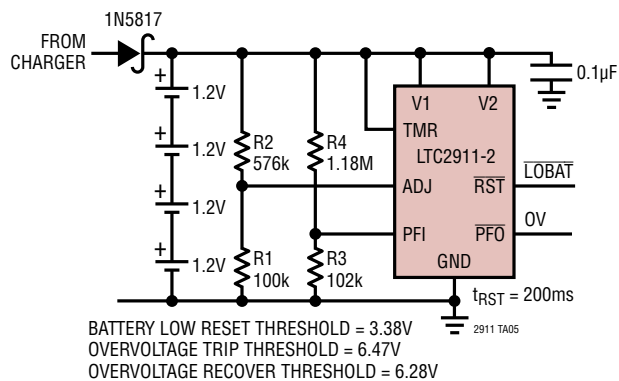 1N5817
FROM
CHARGER
+
1.2V
+
1.2V
+
1.2V
+
1.2V
R2
576k
R4
1.18M
R1
100k
R3
102k
V1
V2
TMR
LTC2911-2
ADJ
RST
PFI
PFO
GND
0.1µF
LOBAT
OV
tRST = 200ms
2911 TA05
BATTERY LOW RESET THRESHOLD = 3.38V
OVERVOLTAGE TRIP THRESHOLD = 6.47V
OVERVOLTAGE RECOVER THRESHOLD = 6.28V